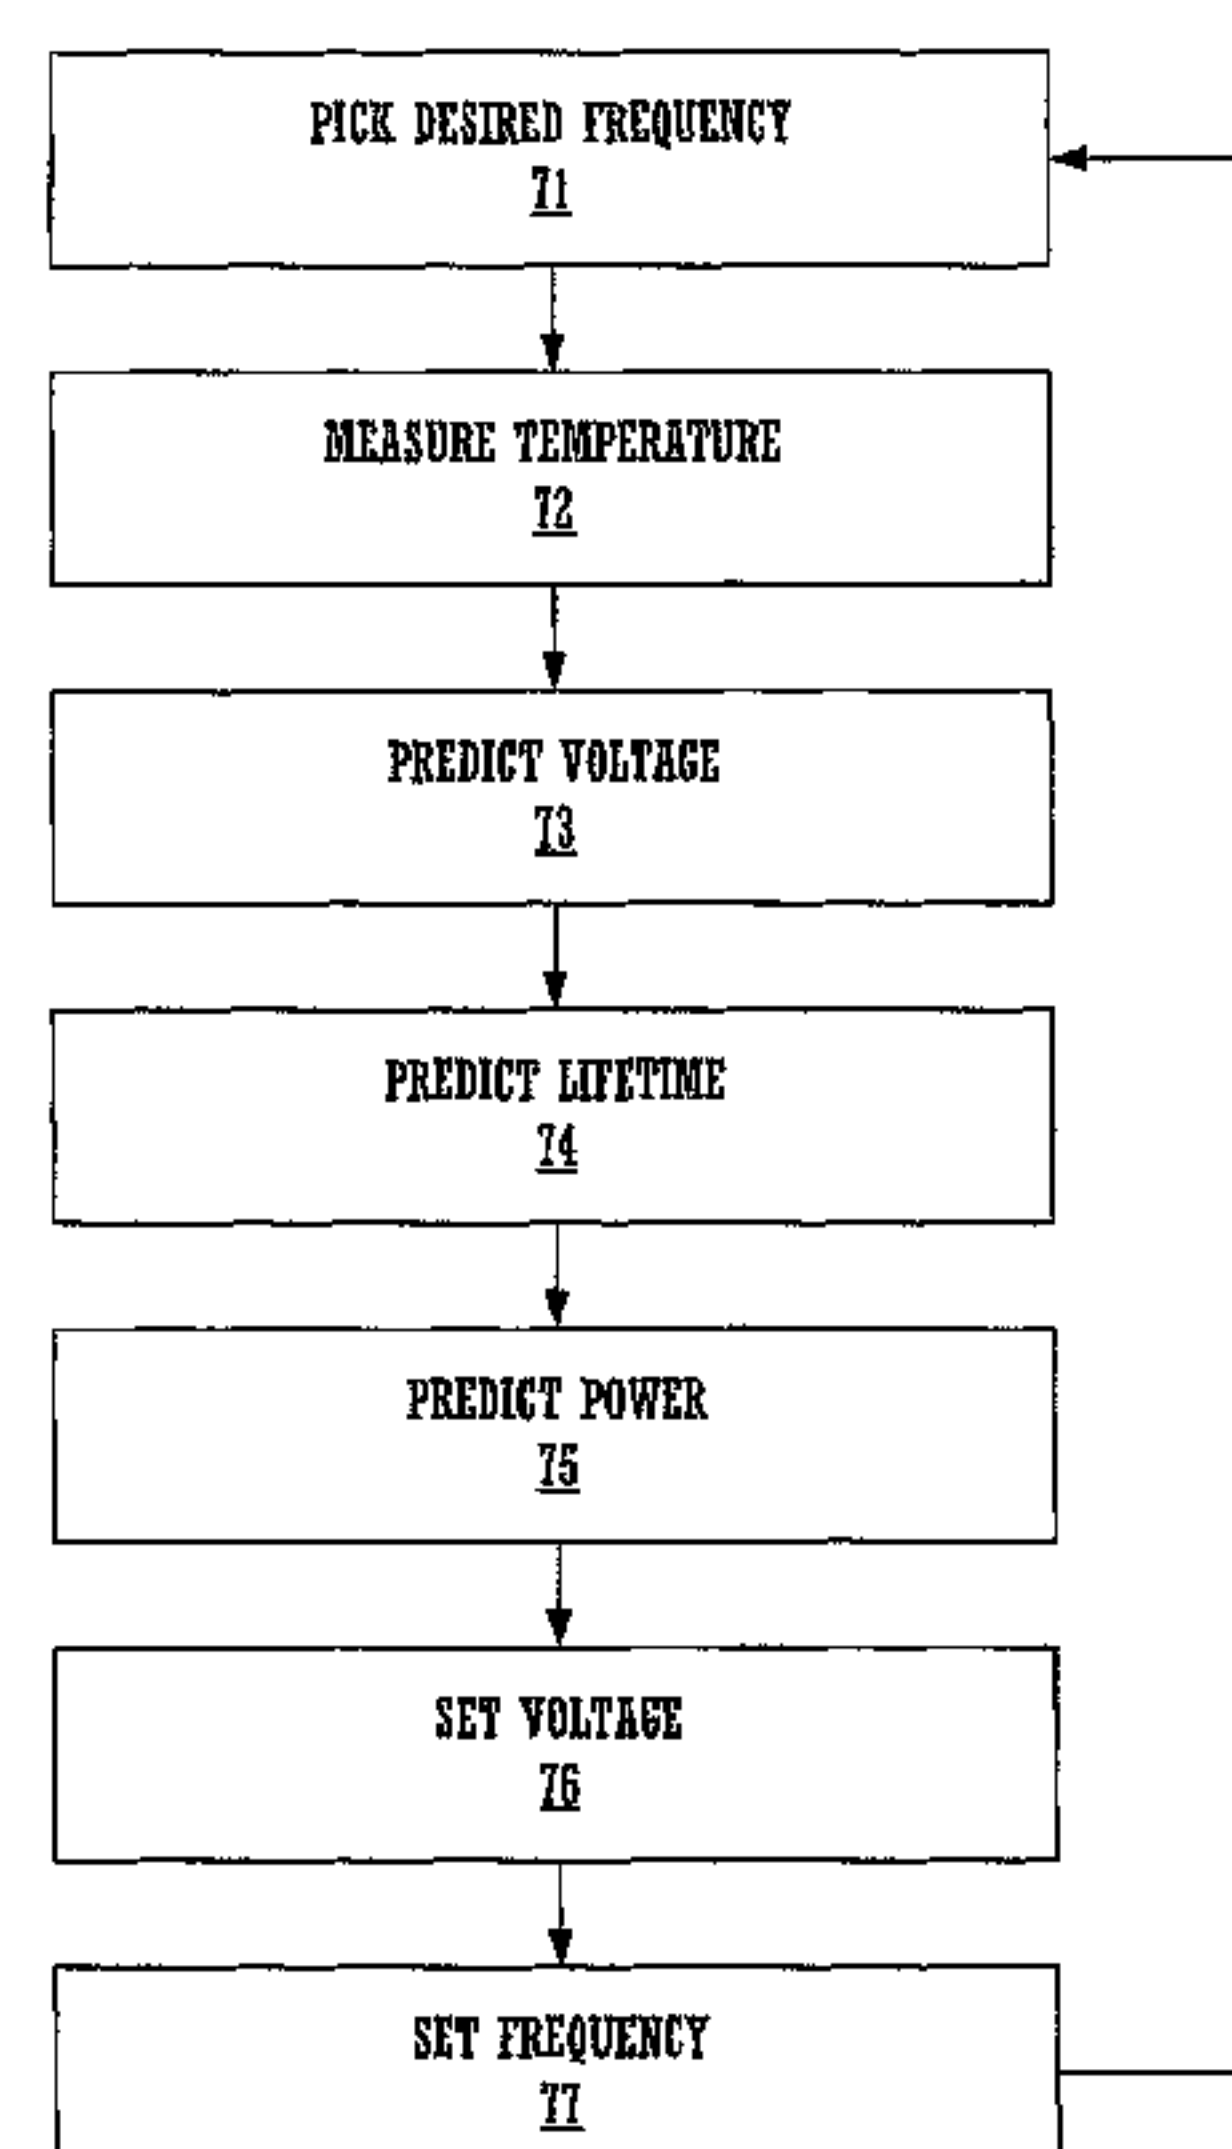 PICK DESIRED FREQUENCY
71
MEASURE TEMPERATURE
72
PREDICT VOLTAGE
73
PREDICT LIFETIME
74
PREDICT POWER
75
SET VOLTAGE
76
SET FREQUENCY
77